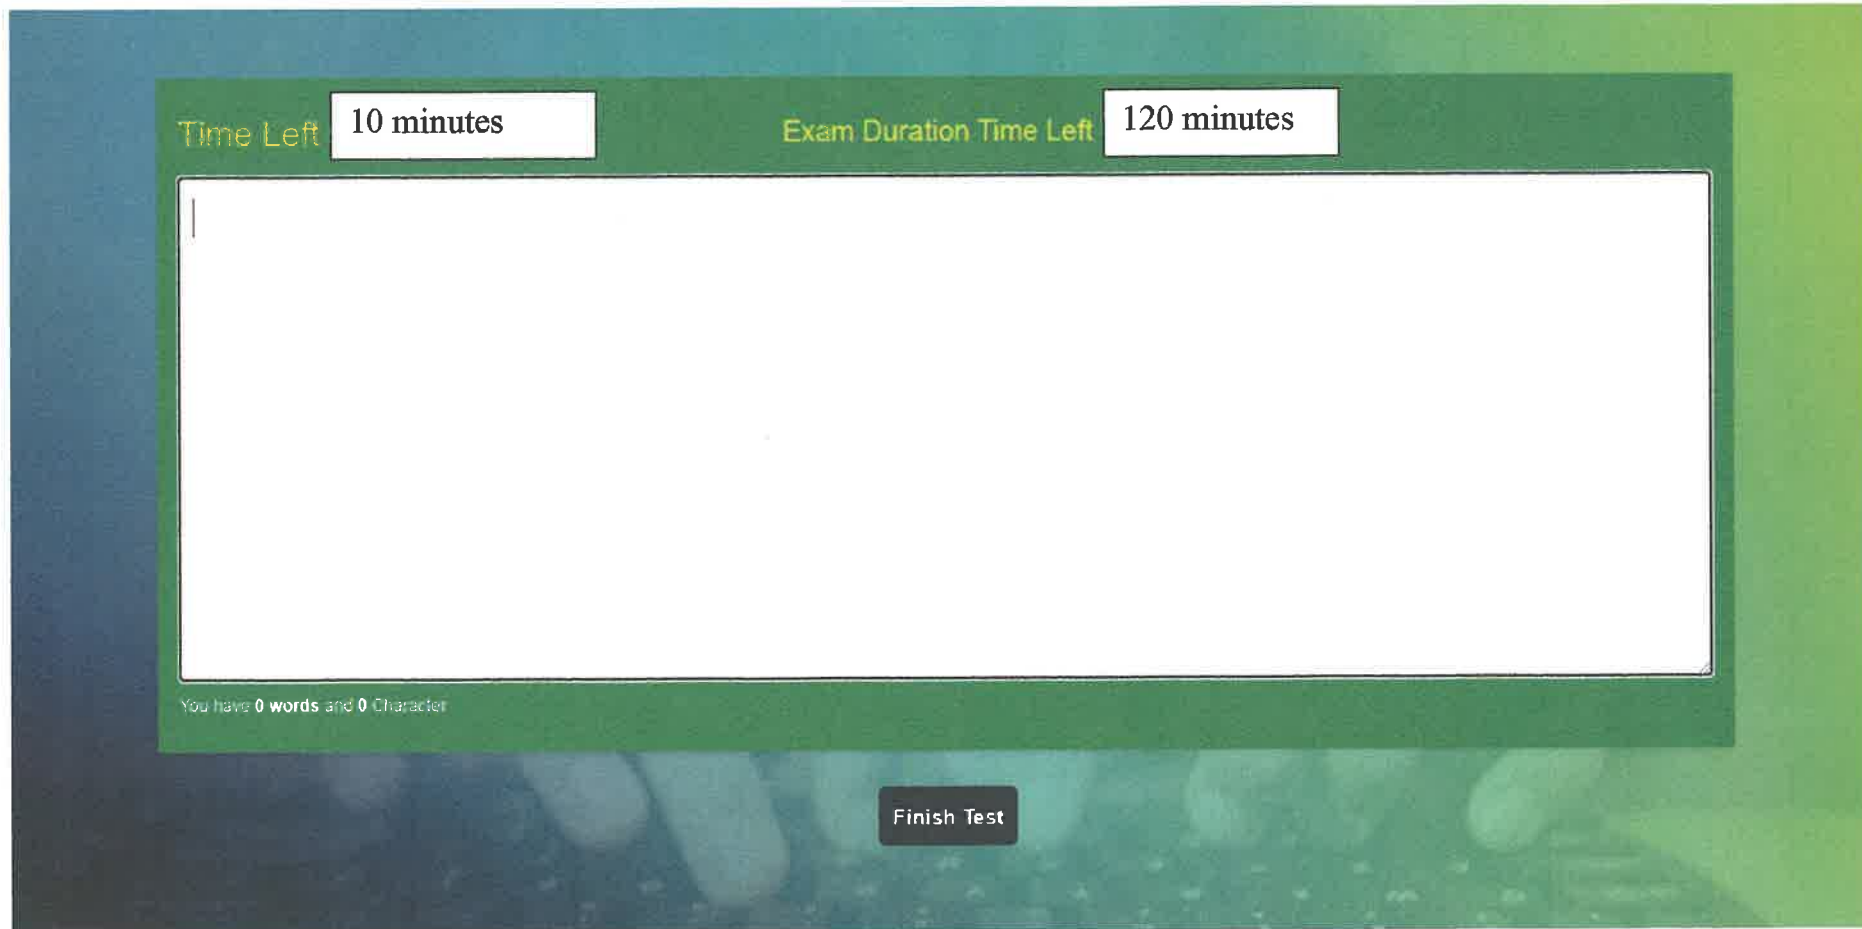 Time Left 10 minutes Exam Duration Time Left 120 minutes
You have 0 words and 0 Character
Finish Test